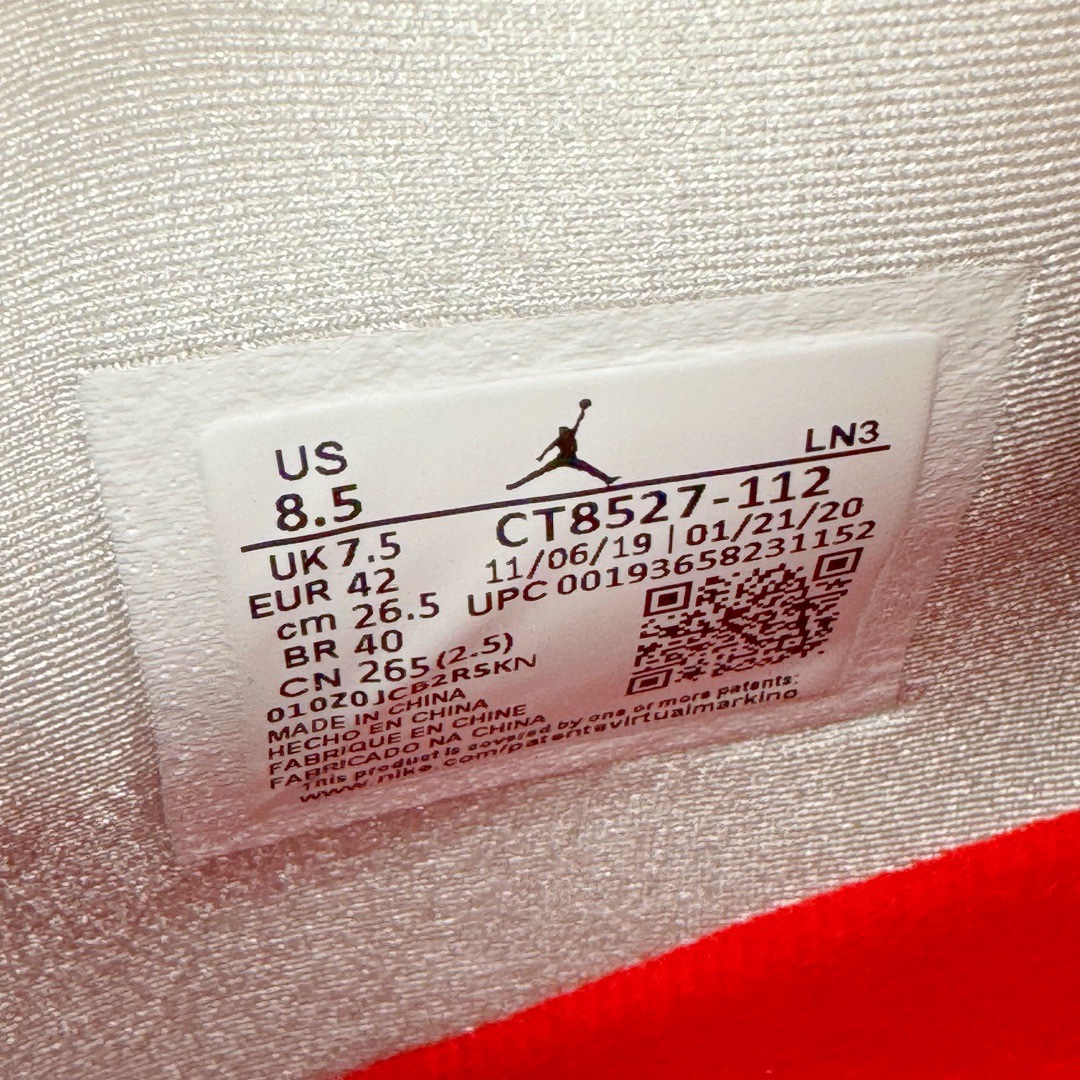 US
8.5
LN3
UK 7.5
EUR 42
cm 26.5
BR 40
CN 265(2.5)
010Z0JCB2RSKN
MADE IN CHINA
HECHO EN CHINA
FABRIQUE EN CHINE
FABRICADO NA CHINA
CT8527-112
11/06/19 | 01/21/20
UPC 00193658231152
This product is covered by one or more patents:
www.nike.com/patentsvirtualmarking